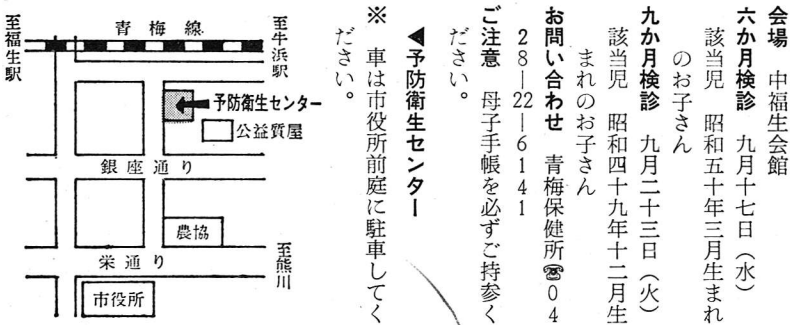 会場　中福生会館
六か月検診　九月十七日（水）
該当児　昭和五十年三月生まれ
のお子さん
九か月検診　九月二十三日（火）
該当児　昭和四十九年十二月生
まれのお子さん
お問い合わせ　青梅保健所☎04
28―22―6141
ご注意　母子手帳を必ずご持参く
ださい。
◀予防衛生センター
※　車は市役所前庭に駐車してく
ださい。
至牛浜駅
青梅線
至福生駅
予防衛生センター
公益質屋
銀座通り
農協
至熊川
栄通り
市役所